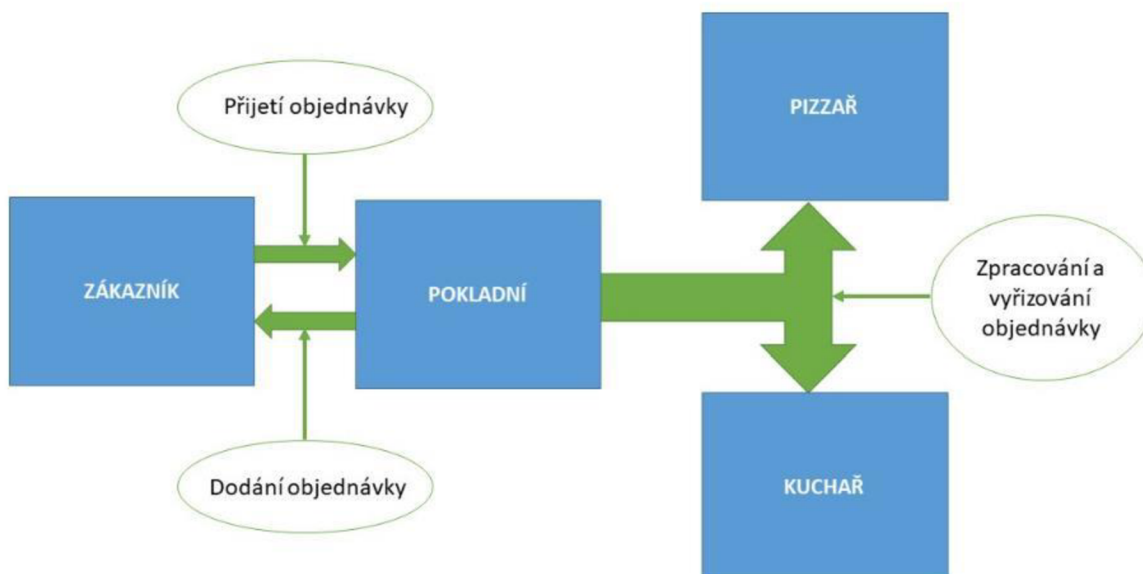 Přijetí objednávky
PIZZAŘ
ZÁKAZNÍK
POKLADNÍ
Zpracování a
vyřizování
objednávky
Dodání objednávky
KUCHAŘ